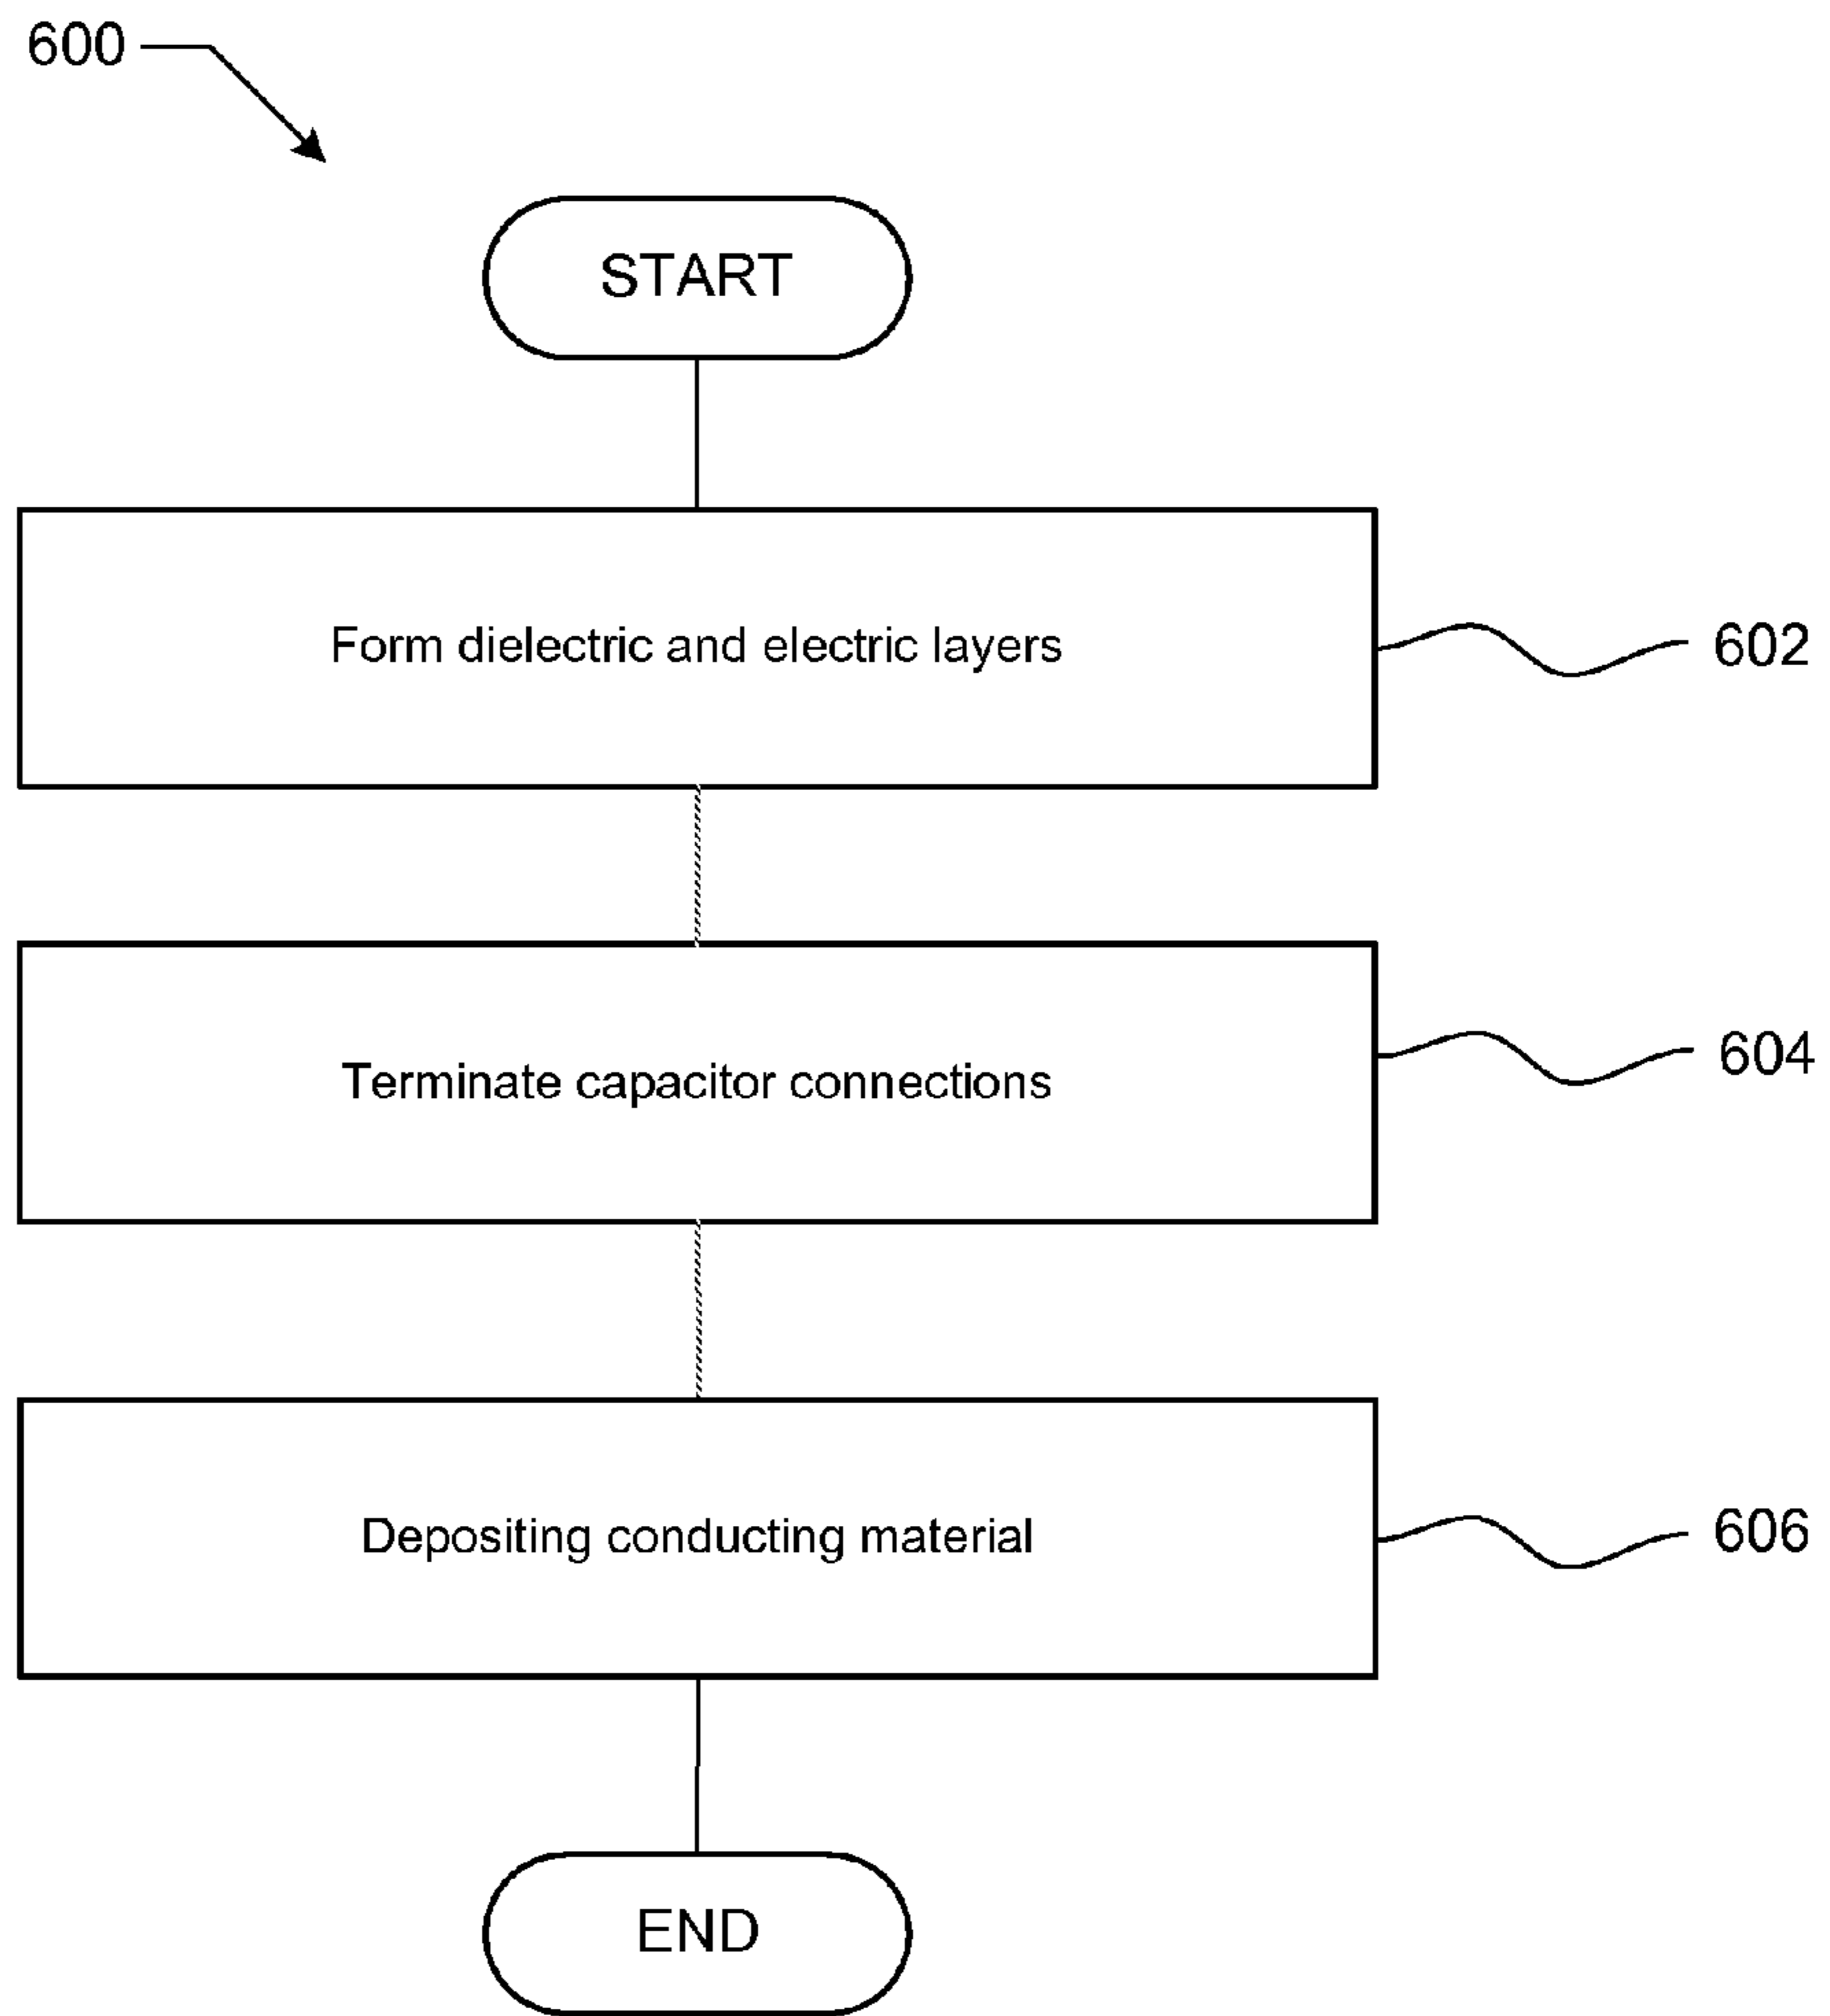 600
START
Form dielectric and electric layers
602
Terminate capacitor connections
604
Depositing conducting material
606
END